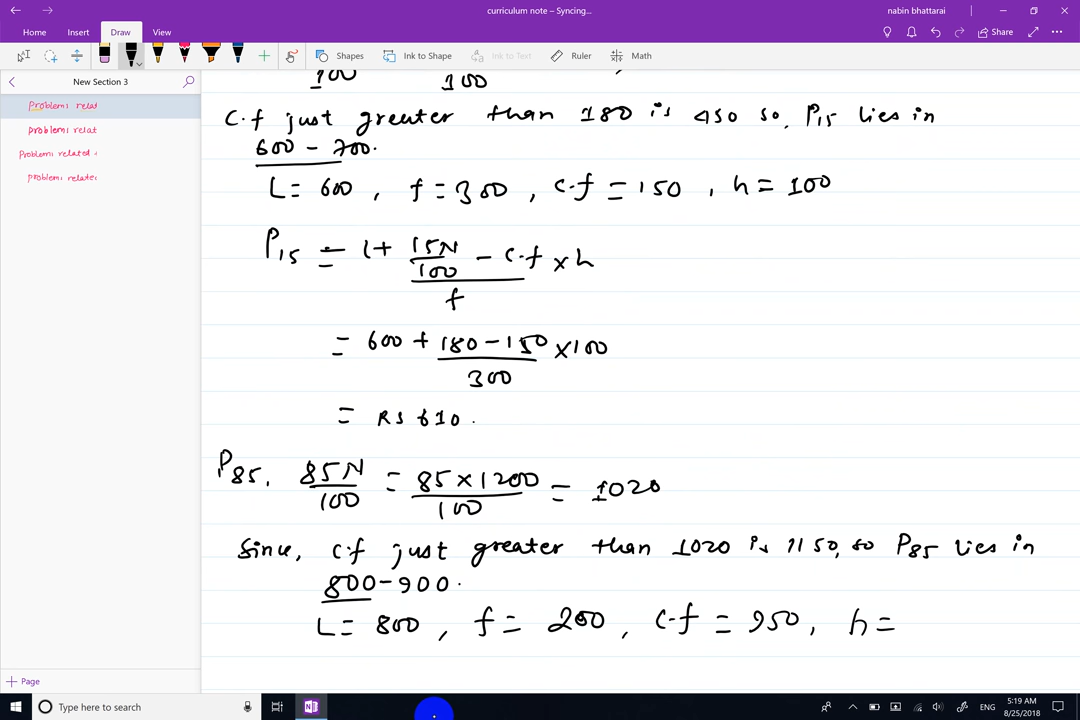 curriculum note – Syncing...
nabin bhattarai
Home Insert Draw View
Share
Shapes Ink to Shape Ink to Text Ruler Math
New Section 3
Problem: relat
Problem: relat
Problem: related
Problem: relate
Page
100 100
C.f just greater than 180 is 450 so, P15 lies in
600 - 700.
L = 600 , f = 300 , C.f = 150 , h = 100
P15 = l + 15N/100 - C.f / f × h
= 600 + 180 - 150 / 300 × 100
= Rs 610.
P85, 85N/100 = 85 × 1200 / 100 = 1020
Since, C.f just greater than 1020 is 1150, so P85 lies in
800 - 900.
L = 800 , f = 200 , C.f = 950 , h =
Type here to search
ENG
5:19 AM
8/25/2018